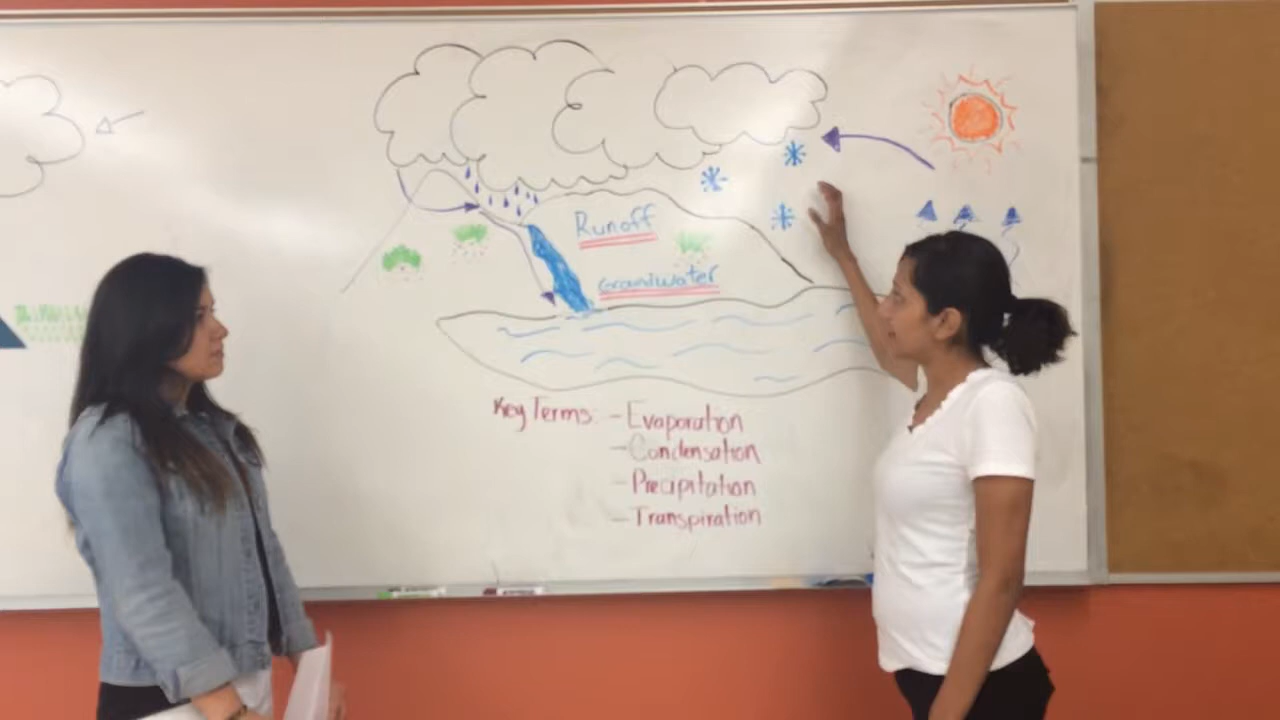 Runoff
Groundwater
Key Terms: - Evaporation
- Condensation
- Precipitation
- Transpiration